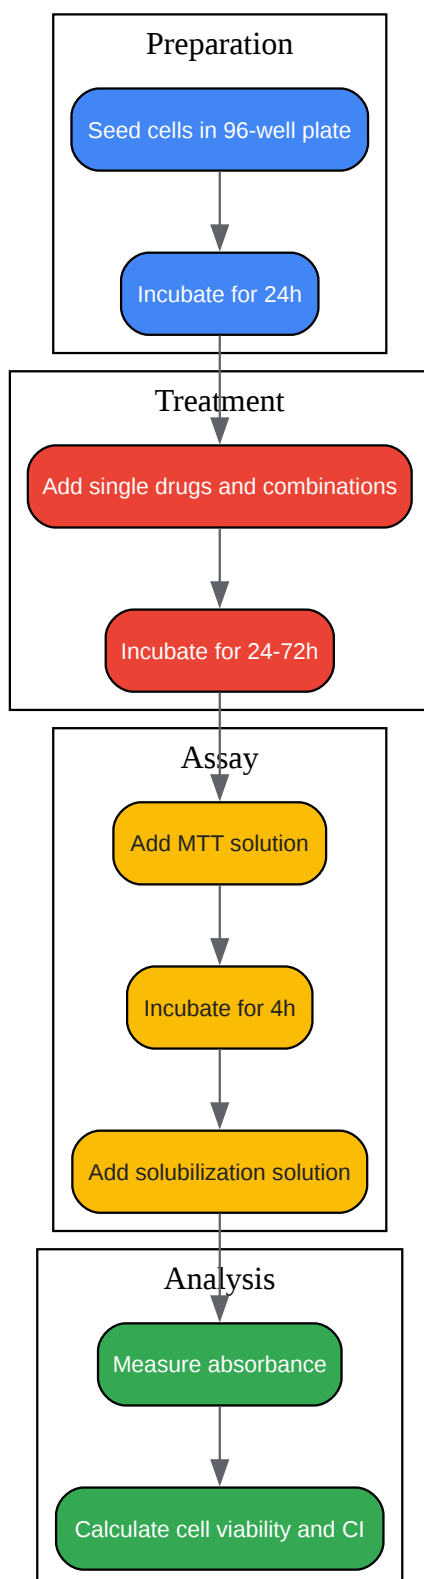 Preparation
Seed cells in 96-well plate
Incubate for 24h
Treatment
Add single drugs and combinations
Incubate for 24-72h
Assay
Add MTT solution
Incubate for 4h
Add solubilization solution
Analysis
Measure absorbance
Calculate cell viability and CI